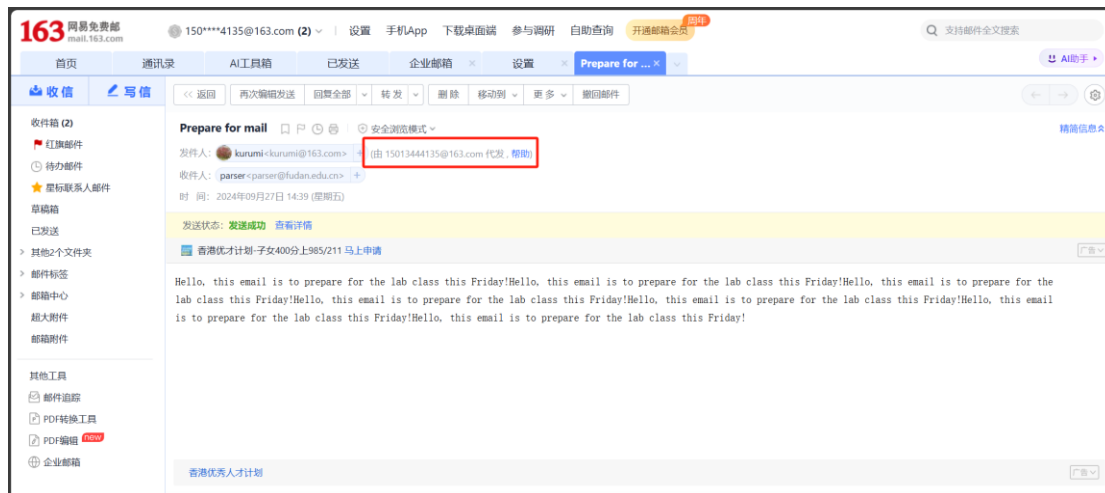 163 网易免费邮 mail.163.com 150****4135@163.com (2) 设置 手机App 下载桌面端 参与调研 自助查询 开通邮箱会员 周年 支持邮件全文搜索
首页 通讯录 AI工具箱 已发送 企业邮箱 × 设置 × Prepare for ... × AI助手
收信 写信 << 返回 再次编辑发送 回复全部 转发 删除 移动到 更多 撤回邮件
收件箱 (2)
红旗邮件
待办邮件
星标联系人邮件
草稿箱
已发送
其他2个文件夹
邮件标签
邮箱中心
超大附件
邮箱附件
其他工具
邮件追踪
PDF转换工具
PDF编辑 new
企业邮箱
Prepare for mail 安全浏览模式 精简信息
发件人: kurumi<kurumi@163.com> + (由 15013444135@163.com 代发, 帮助)
收件人: parser<parser@fudan.edu.cn> +
时 间: 2024年09月27日 14:39 (星期五)
发送状态: 发送成功 查看详情
香港优才计划-子女400分上985/211 马上申请 广告
Hello, this email is to prepare for the lab class this Friday!Hello, this email is to prepare for the lab class this Friday!Hello, this email is to prepare for the
lab class this Friday!Hello, this email is to prepare for the lab class this Friday!Hello, this email is to prepare for the lab class this Friday!Hello, this email
is to prepare for the lab class this Friday!Hello, this email is to prepare for the lab class this Friday!
香港优秀人才计划 广告